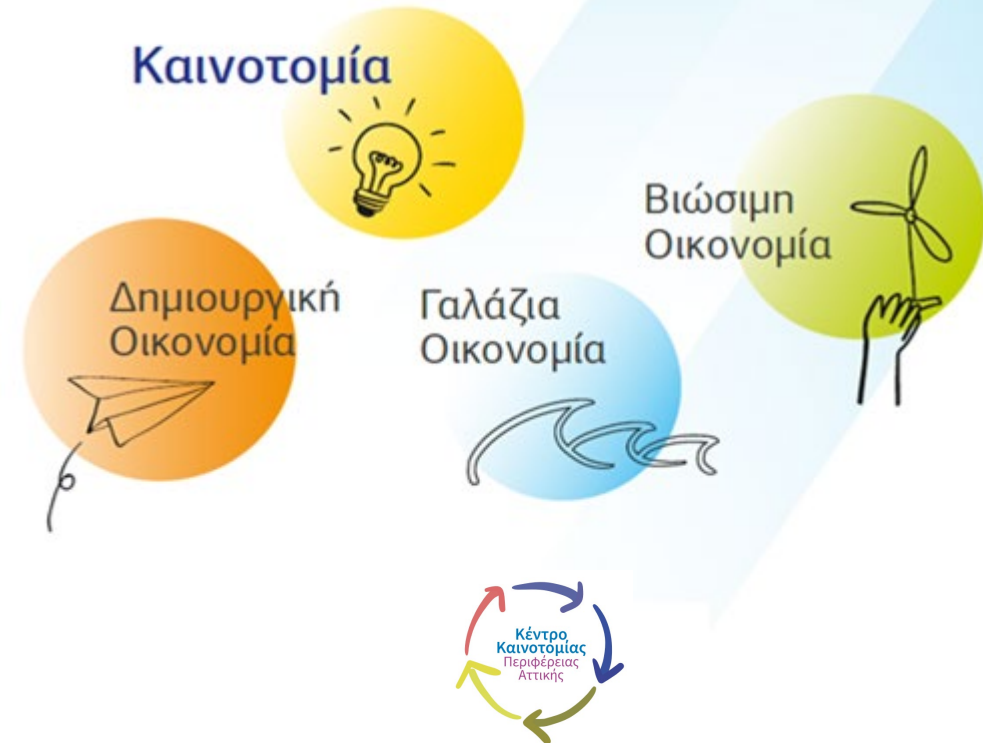 Καινοτομία
Βιώσιμη
Οικονομία
Δημιουργική
Οικονομία
Γαλάζια
Οικονομία
Κέντρο
Καινοτομίας
Περιφέρειας
Αττικής